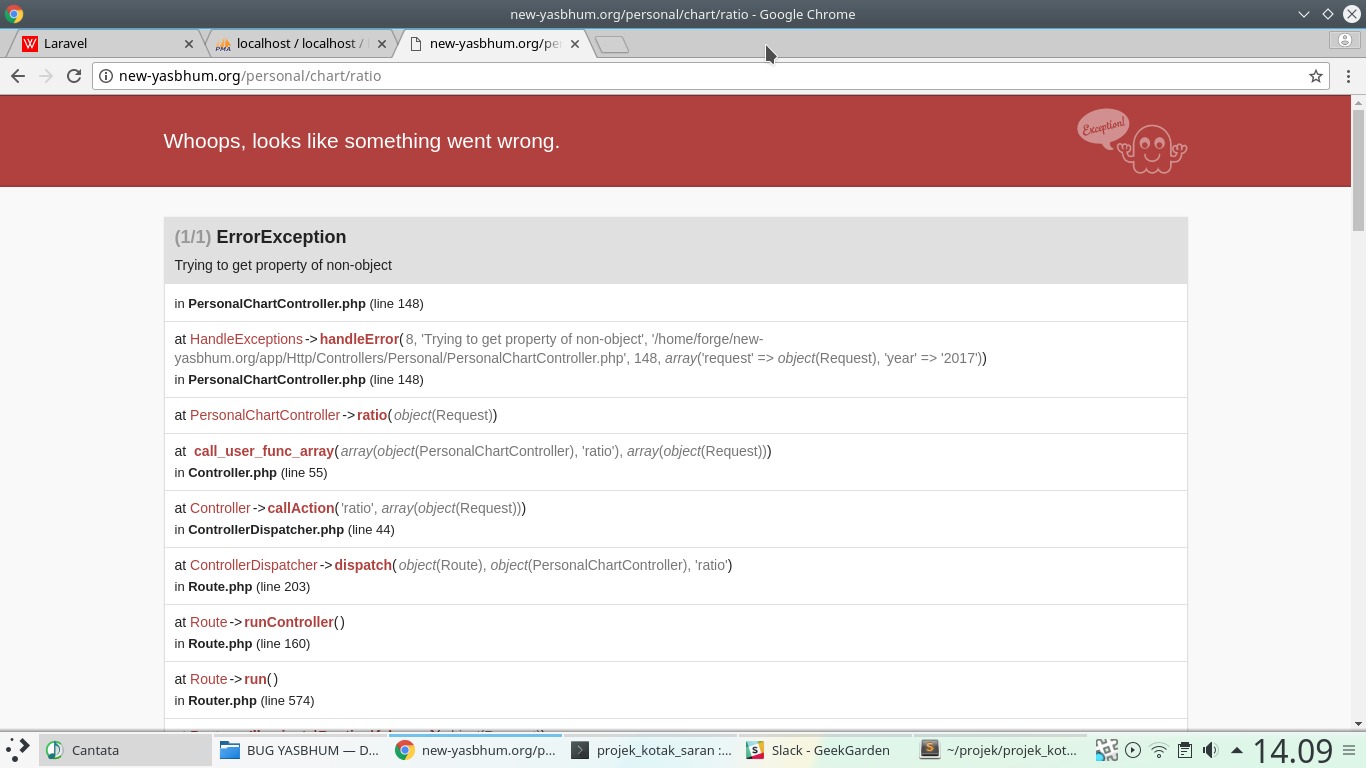 new-yasbhum.org/personal/chart/ratio - Google Chrome
Laravel
localhost / localhost /
new-yasbhum.org/pe
new-yasbhum.org/personal/chart/ratio
Whoops, looks like something went wrong.
Exception!
(1/1) ErrorException
Trying to get property of non-object
in PersonalChartController.php (line 148)
at HandleExceptions->handleError(8, 'Trying to get property of non-object', '/home/forge/new-
yasbhum.org/app/Http/Controllers/Personal/PersonalChartController.php', 148, array('request' => object(Request), 'year' => '2017'))
in PersonalChartController.php (line 148)
at PersonalChartController->ratio(object(Request))
at call_user_func_array(array(object(PersonalChartController), 'ratio'), array(object(Request)))
in Controller.php (line 55)
at Controller->callAction('ratio', array(object(Request)))
in ControllerDispatcher.php (line 44)
at ControllerDispatcher->dispatch(object(Route), object(PersonalChartController), 'ratio')
in Route.php (line 203)
at Route->runController()
in Route.php (line 160)
at Route->run()
in Router.php (line 574)
Cantata
BUG YASBHUM — D...
new-yasbhum.org/p...
projek_kotak_saran :...
Slack - GeekGarden
~/projek/projek_kot...
14.09